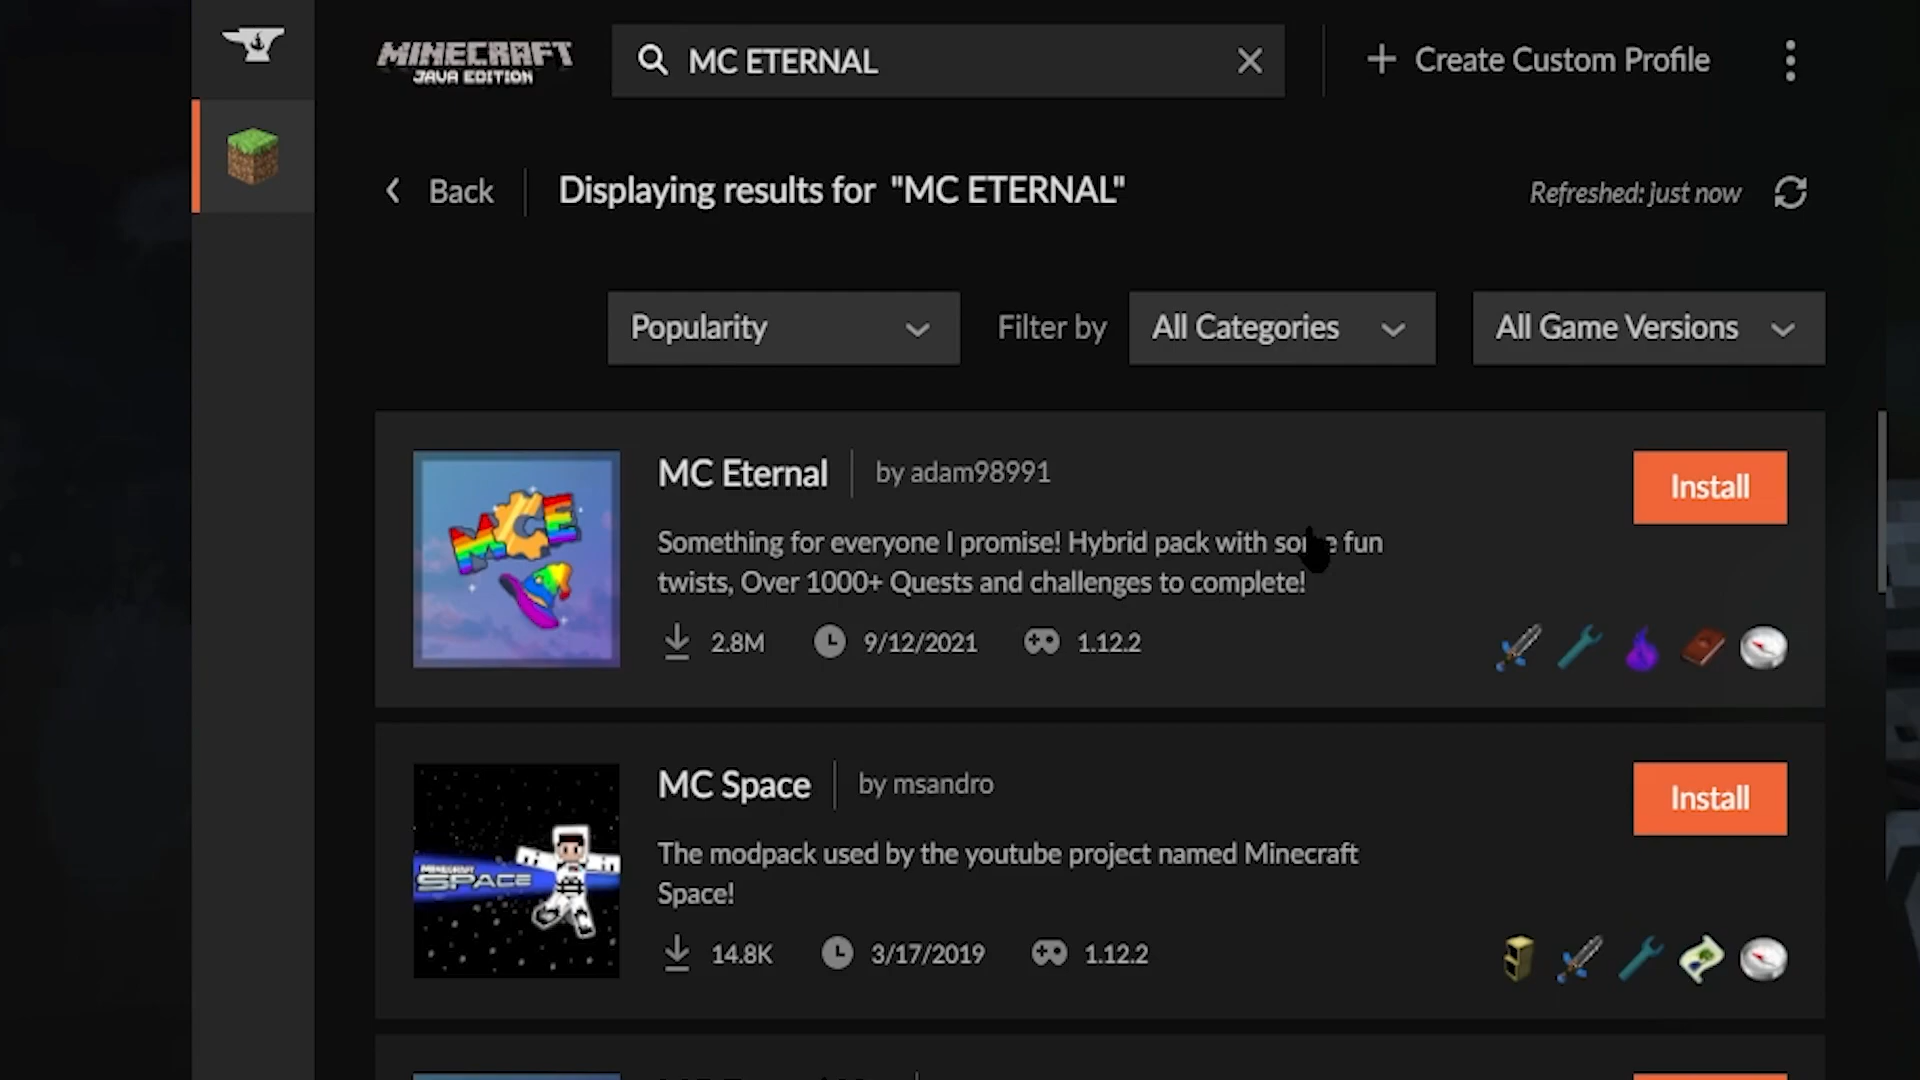 MINECRAFT
JAVA EDITION
MC ETERNAL
Create Custom Profile
Back
Displaying results for "MC ETERNAL"
Refreshed: just now
Popularity
Filter by
All Categories
All Game Versions
MCE
MC Eternal
by adam98991
Install
Something for everyone I promise! Hybrid pack with some fun
twists, Over 1000+ Quests and challenges to complete!
2.8M
9/12/2021
1.12.2
MINECRAFT
SPACE
MC Space
by msandro
Install
The modpack used by the youtube project named Minecraft
Space!
14.8K
3/17/2019
1.12.2